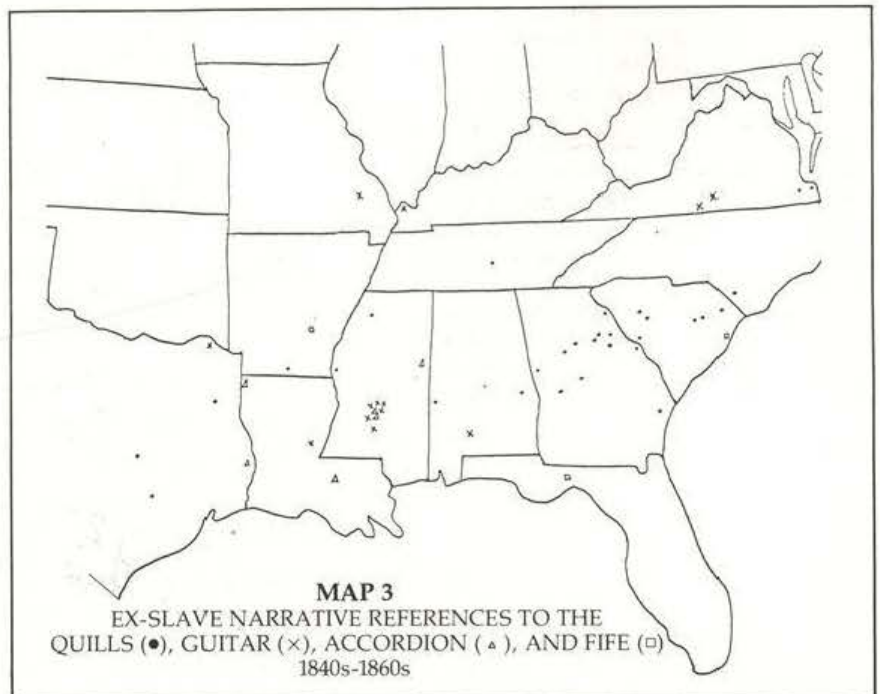 MAP 3
EX-SLAVE NARRATIVE REFERENCES TO THE
QUILLS (●), GUITAR (×), ACCORDION (▵), AND FIFE (□)
1840s-1860s